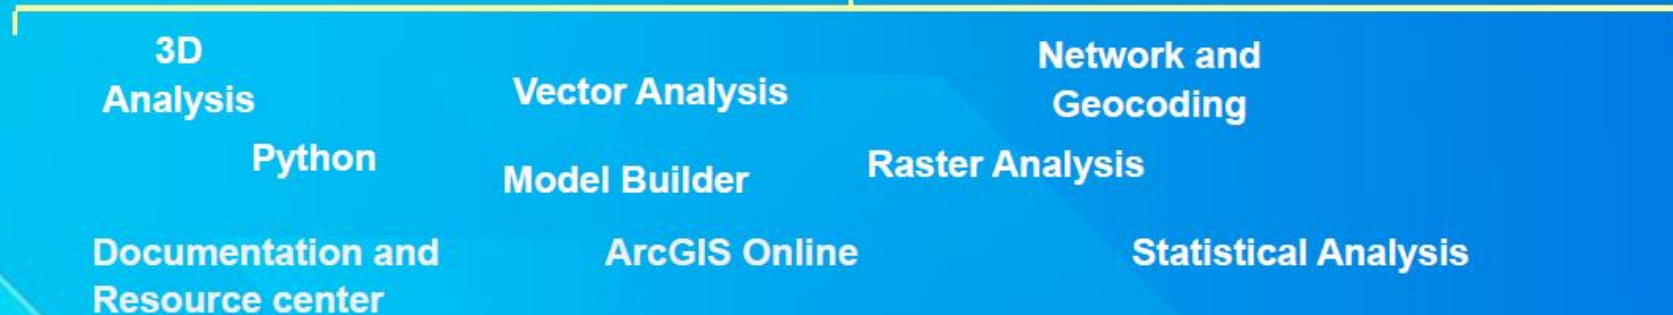 3D
Analysis
Vector Analysis
Network and
Geocoding
Python
Model Builder
Raster Analysis
Documentation and
Resource center
ArcGIS Online
Statistical Analysis